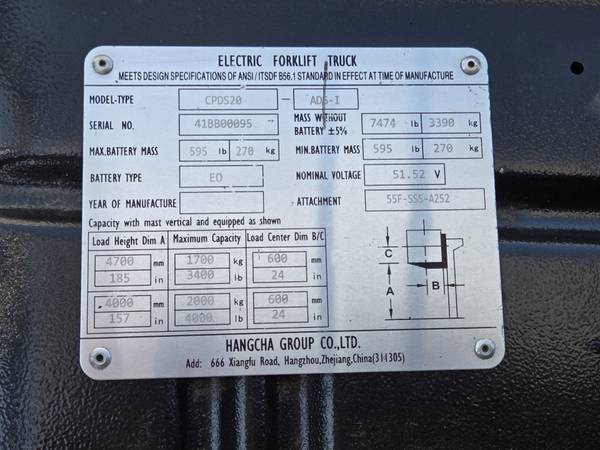 ELECTRIC FORKLIFT TRUCK
MEETS DESIGN SPECIFICATIONS OF ANSI/ITSDF B56.1 STANDARD IN EFFECT AT TIME OF MANUFACTURE
MODEL-TYPE CPDS20 - AD6-I
SERIAL NO. 41BB00095 MASS WITHOUT BATTERY ±5% 7474 lb 3390 kg
MAX.BATTERY MASS 595 lb 270 kg MIN.BATTERY MASS 595 lb 270 kg
BATTERY TYPE EO NOMINAL VOLTAGE 51.52 V
YEAR OF MANUFACTURE ATTACHMENT 55F-SSS-A252
Capacity with mast vertical and equipped as shown
Load Height Dim A Maximum Capacity Load Center Dim B/C
4700 mm 1700 kg 600 mm
185 in 3400 lb 24 in
4000 mm 2000 kg 600 mm
157 in 4000 lb 24 in
C
A B
HANGCHA GROUP CO.,LTD.
Add: 666 Xiangfu Road, Hangzhou,Zhejiang,China(311305)